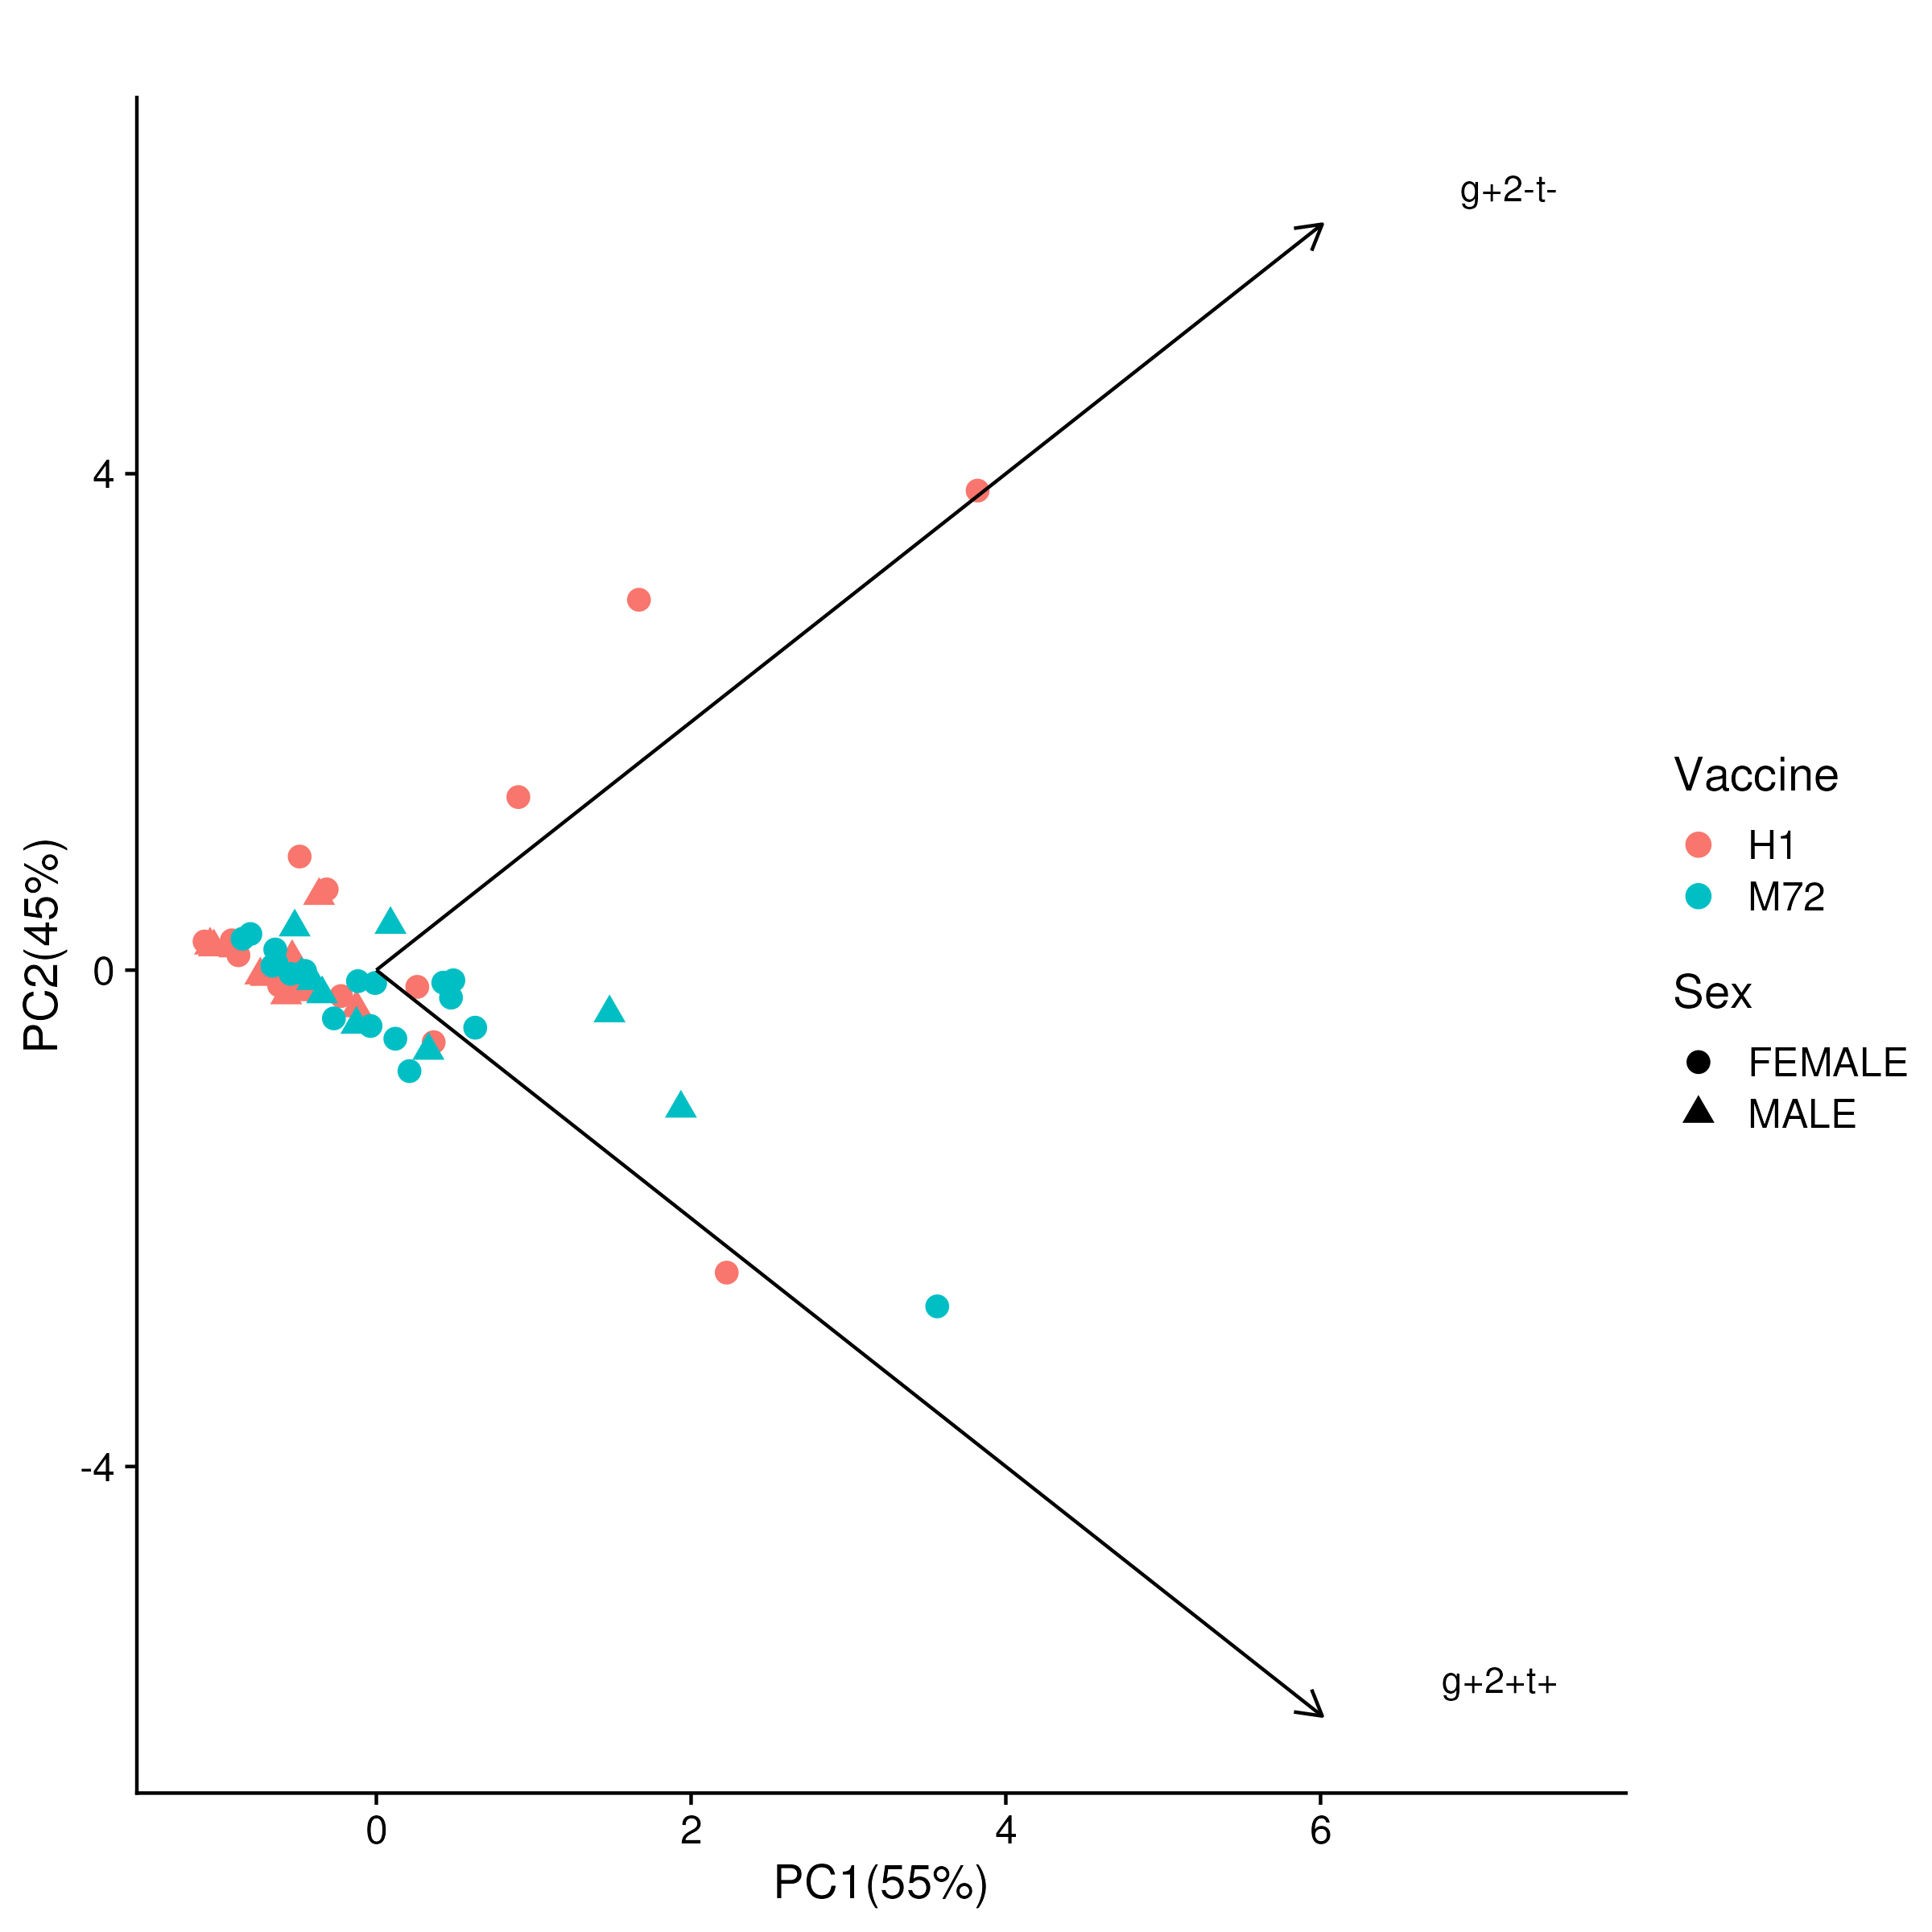 g+2-t-
4
0
-4
PC2(45%)
g+2+t+
0 2 4 6
PC1(55%)
Vaccine
H1
M72
Sex
FEMALE
MALE